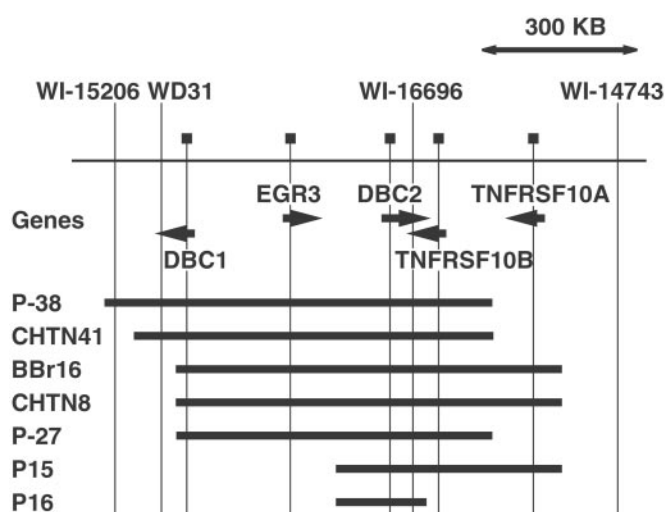 300 KB
WI-15206 WD31 WI-16696 WI-14743
EGR3 DBC2 TNFRSF10A
Genes
DBC1 TNFRSF10B
P-38
CHTN41
BBr16
CHTN8
P-27
P15
P16